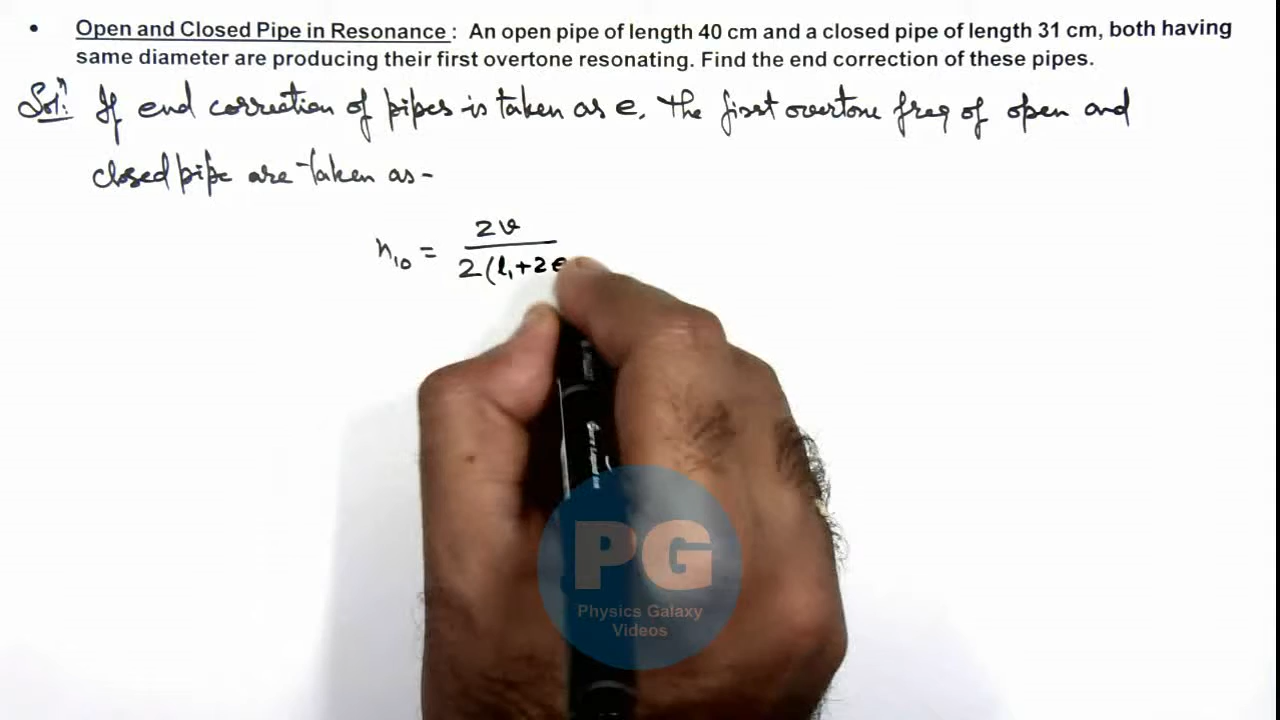 • Open and Closed Pipe in Resonance : An open pipe of length 40 cm and a closed pipe of length 31 cm, both having
same diameter are producing their first overtone resonating. Find the end correction of these pipes.
Solⁿ: If end correction of pipes is taken as e, The first overtone freq of open and
closed pipe are taken as -
n₁₀ = 2v
2(l₁+2e
PG
Physics Galaxy
Videos